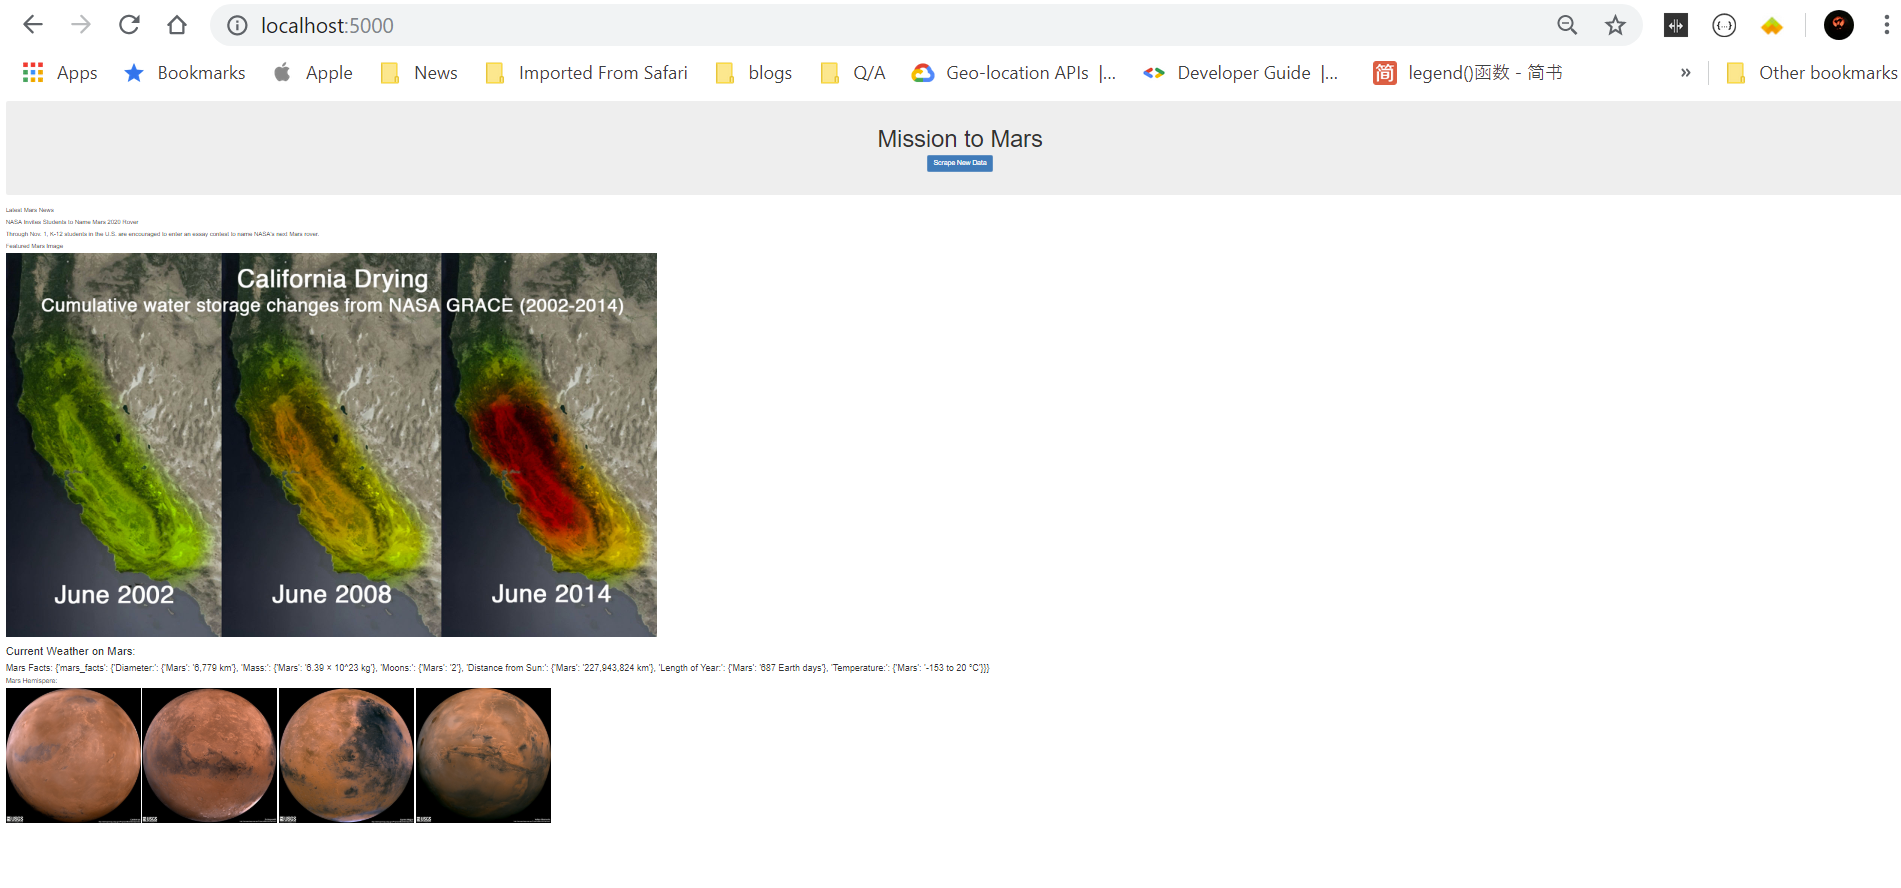 localhost:5000
Apps Bookmarks Apple News Imported From Safari blogs Q/A Geo-location APIs |... Developer Guide |... 简 legend()函数 - 简书 » Other bookmarks
Mission to Mars
Scrape New Data
Latest Mars News
NASA Invites Students to Name Mars 2020 Rover
Through Nov. 1, K-12 students in the U.S. are encouraged to enter an essay contest to name NASA's next Mars rover.
Featured Mars Image
California Drying
Cumulative water storage changes from NASA GRACE (2002-2014)
June 2002 June 2008 June 2014
Current Weather on Mars:
Mars Facts: {'mars_facts': {'Diameter:': {'Mars': '6,779 km'}, 'Mass:': {'Mars': '6.39 × 10^23 kg'}, 'Moons:': {'Mars': '2'}, 'Distance from Sun:': {'Mars': '227,943,824 km'}, 'Length of Year:': {'Mars': '687 Earth days'}, 'Temperature:': {'Mars': '-153 to 20 °C'}}}
Mars Hemispere:
USGS USGS USGS USGS